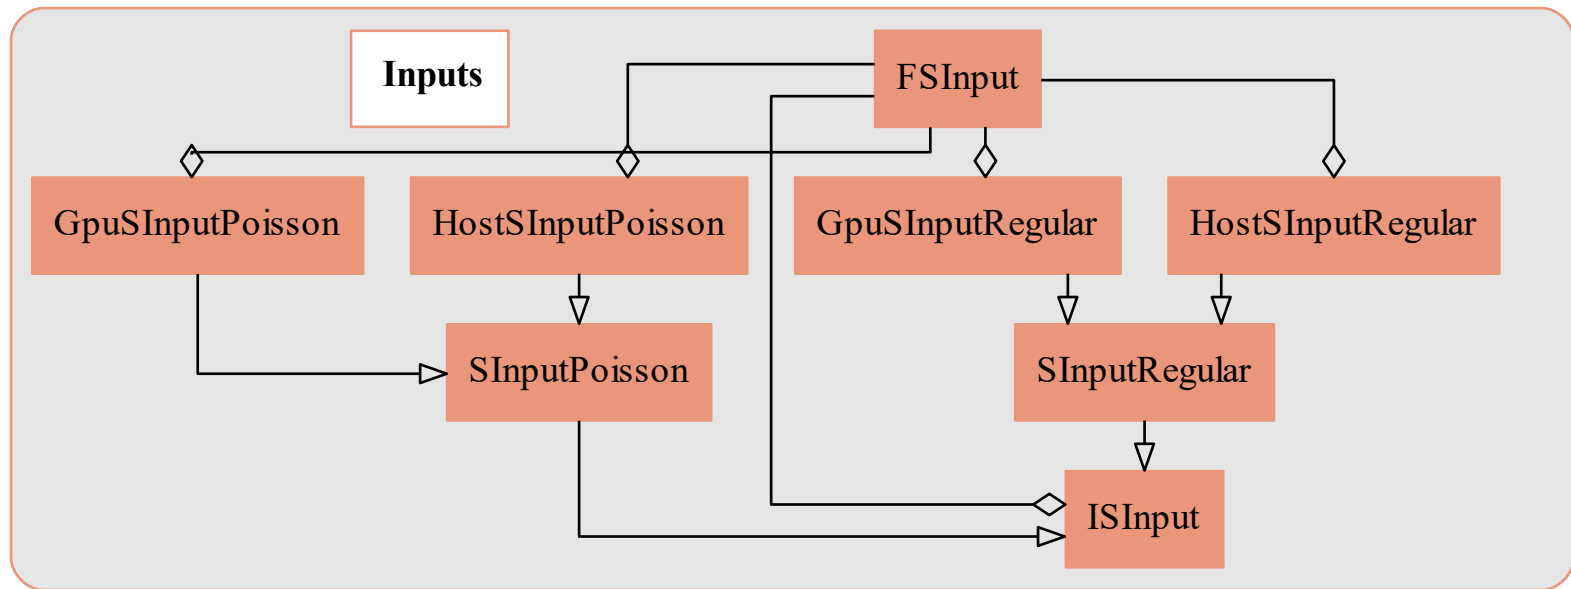 Inputs
FSInput
GpuSInputPoisson
HostSInputPoisson
GpuSInputRegular
HostSInputRegular
SInputPoisson
SInputRegular
ISInput